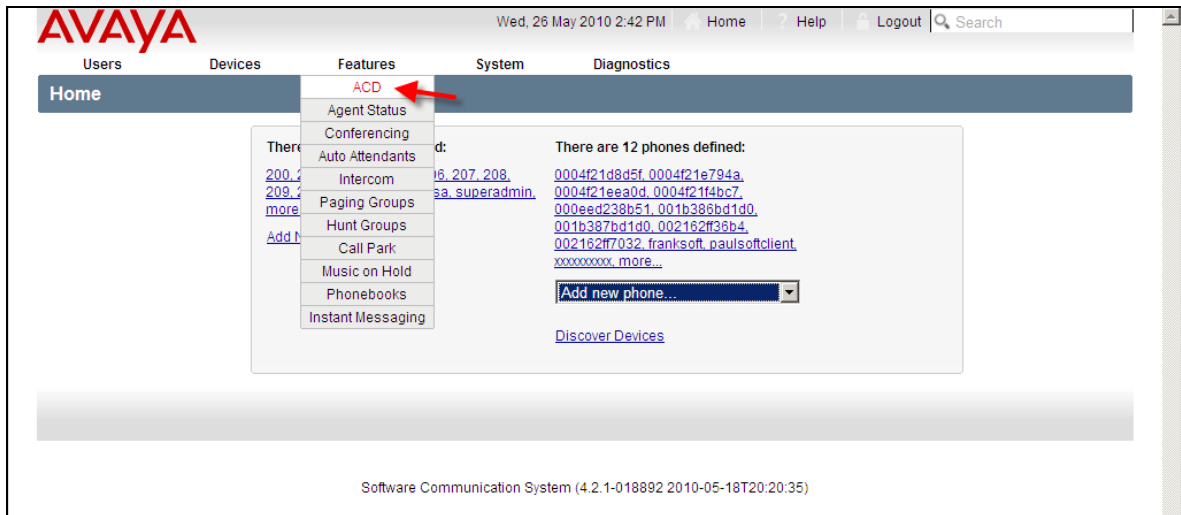 AVAYA
Wed, 26 May 2010 2:42 PM Home ? Help Logout Search
Users Devices Features System Diagnostics
Home
ACD
Agent Status
Conferencing
Auto Attendants
Intercom
Paging Groups
Hunt Groups
Call Park
Music on Hold
Phonebooks
Instant Messaging
There d:
200, 6, 207, 208,
209, sa, superadmin,
more
Add
There are 12 phones defined:
0004f21d8d5f, 0004f21e794a,
0004f21eea0d, 0004f21f4bc7,
000eed238b51, 001b386bd1d0,
001b387bd1d0, 002162ff36b4,
002162ff7032, franksoft, paulsoftclient,
xxxxxxxxxx, more...
Add new phone...
Discover Devices
Software Communication System (4.2.1-018892 2010-05-18T20:20:35)